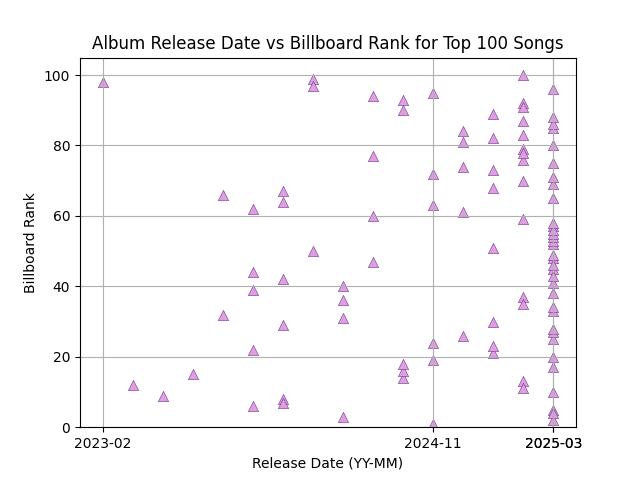 Album Release Date vs Billboard Rank for Top 100 Songs
100
80
60
40
20
0
Billboard Rank
2023-02 2024-11 2025-03
Release Date (YY-MM)